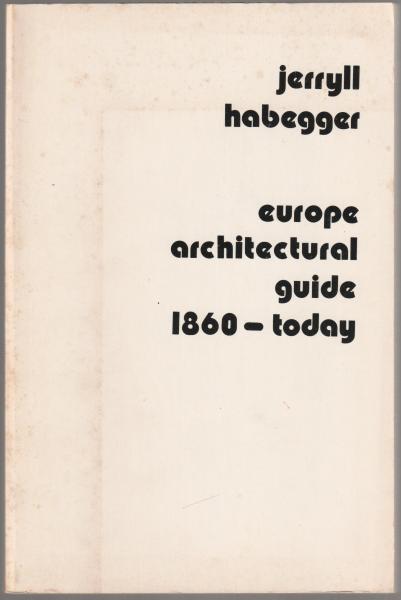 jerryll
habegger
europe
architectural
guide
1860 – today